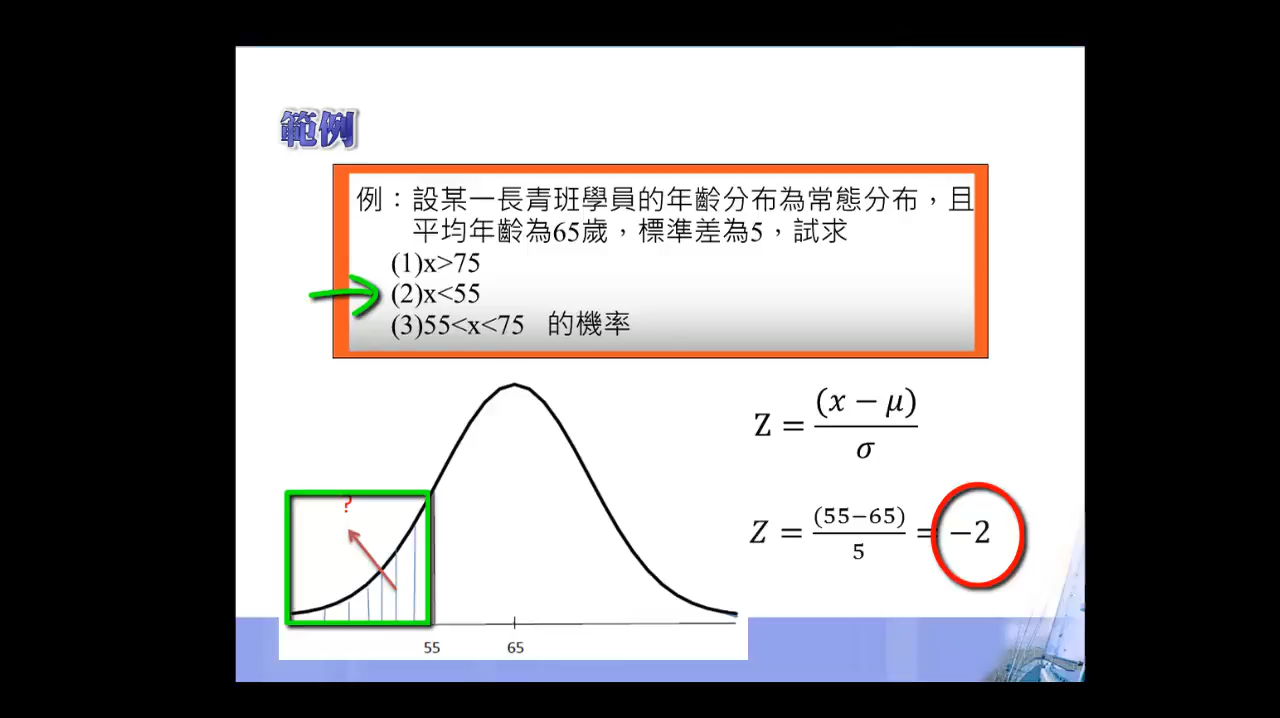 範例
例：設某一長青班學員的年齡分布為常態分布，且
平均年齡為65歲，標準差為5，試求
(1)x>75
(2)x<55
(3)55<x<75 的機率
Z = (x − μ) / σ
?
Z = (55−65) / 5 = −2
55 65